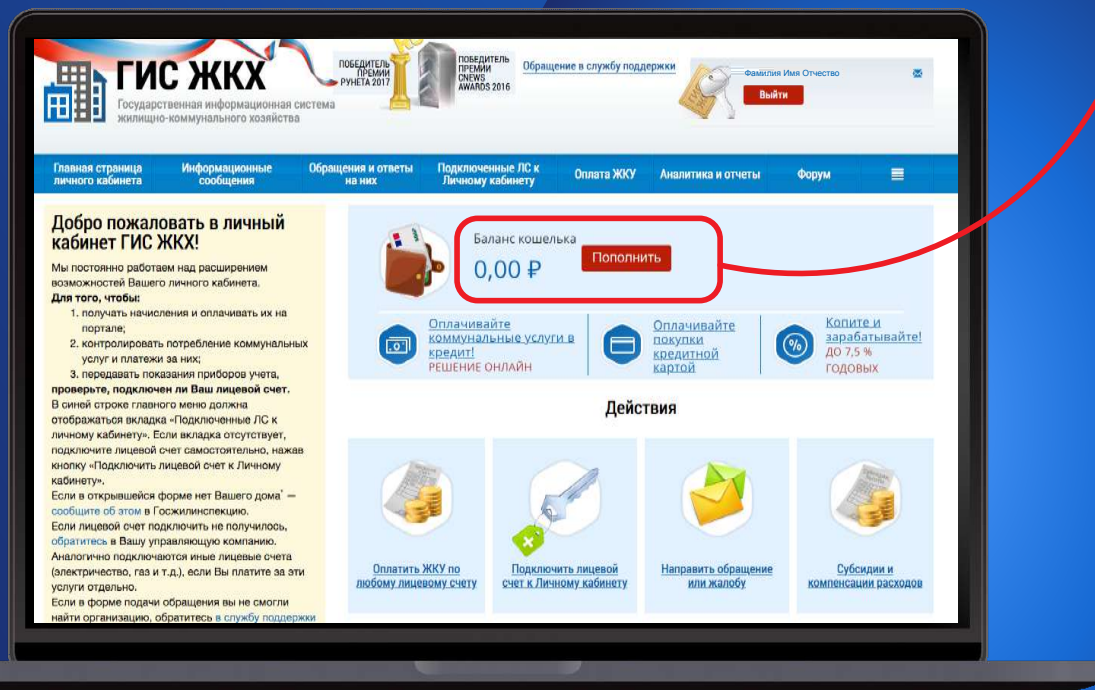 ГИС ЖКХ
Государственная информационная система
жилищно-коммунального хозяйства
ПОБЕДИТЕЛЬ
ПРЕМИИ
РУНЕТА 2017
ПОБЕДИТЕЛЬ
ПРЕМИИ
CNEWS
AWARDS 2016
Обращение в службу поддержки
Фамилия Имя Отчество
Выйти
Главная страница
личного кабинета
Информационные
сообщения
Обращения и ответы
на них
Подключенные ЛС к
Личному кабинету
Оплата ЖКУ
Аналитика и отчеты
Форум
Добро пожаловать в личный
кабинет ГИС ЖКХ!
Мы постоянно работаем над расширением
возможностей Вашего личного кабинета.
Для того, чтобы:
1. получать начисления и оплачивать их на
портале;
2. контролировать потребление коммунальных
услуг и платежи за них;
3. передавать показания приборов учета,
проверьте, подключен ли Ваш лицевой счет.
В синей строке главного меню должна
отображаться вкладка «Подключенные ЛС к
личному кабинету». Если вкладка отсутствует,
подключите лицевой счет самостоятельно, нажав
кнопку «Подключить лицевой счет к Личному
кабинету».
Если в открывшейся форме нет Вашего дома* —
сообщите об этом в Госжилинспекцию.
Если лицевой счет подключить не получилось,
обратитесь в Вашу управляющую компанию.
Аналогично подключаются иные лицевые счета
(электричество, газ и т.д.), если Вы платите за эти
услуги отдельно.
Если в форме подачи обращения вы не смогли
найти организацию, обратитесь в службу поддержки
Баланс кошелька
0,00 ₽
Пополнить
Оплачивайте
коммунальные услуги в
кредит!
РЕШЕНИЕ ОНЛАЙН
Оплачивайте
покупки
кредитной
картой
Копите и
зарабатывайте!
ДО 7,5 %
ГОДОВЫХ
Действия
Оплатить ЖКУ по
любому лицевому счету
Подключить лицевой
счет к Личному кабинету
Направить обращение
или жалобу
Субсидии и
компенсации расходов